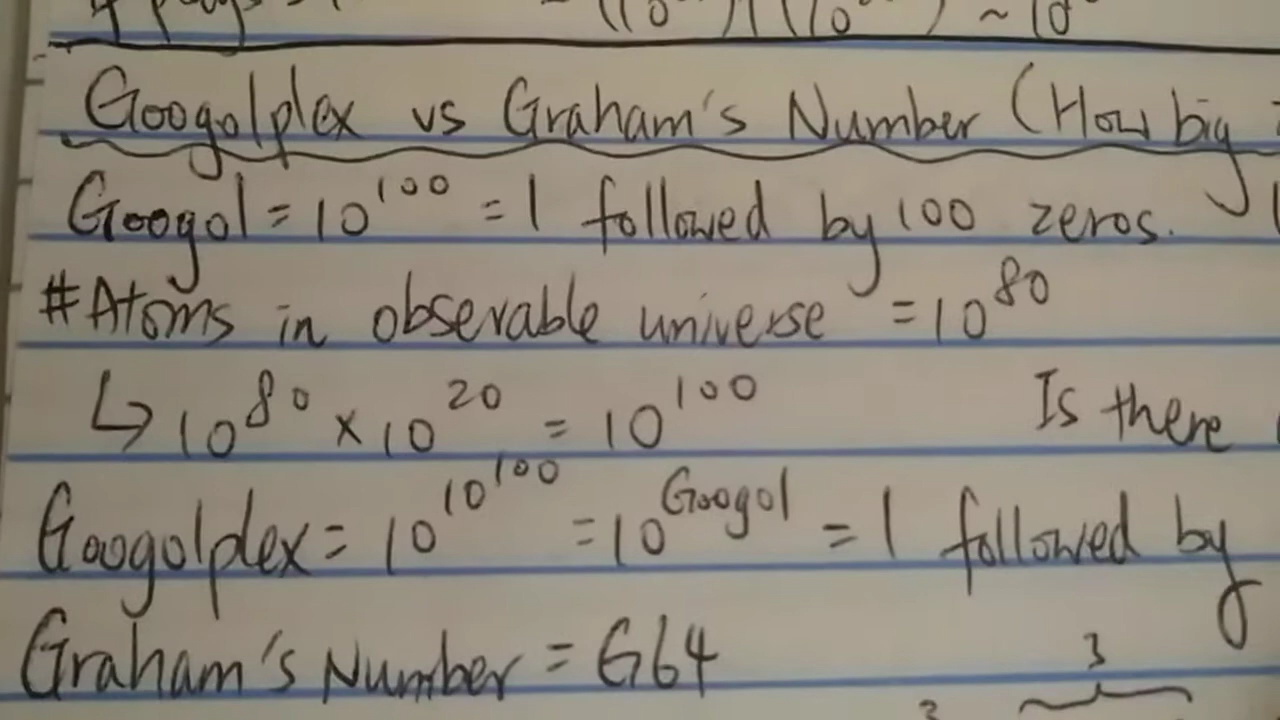 Googolplex vs Graham's Number (How big
Googol = 10^100 = 1 followed by 100 zeros.
#Atoms in observable universe = 10^80
↳ 10^80 × 10^20 = 10^100 Is there
Googolplex = 10^10^100 = 10^Googol = 1 followed by
Graham's Number = G64
3